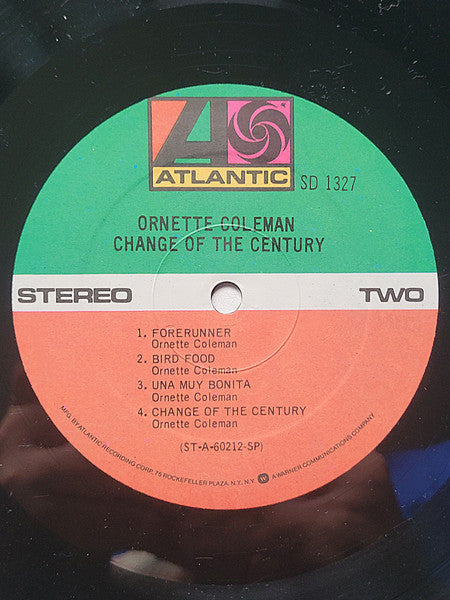 ATLANTIC
SD 1327
ORNETTE COLEMAN
CHANGE OF THE CENTURY
STEREO
TWO
1. FORERUNNER
Ornette Coleman
2. BIRD FOOD
Ornette Coleman
3. UNA MUY BONITA
Ornette Coleman
4. CHANGE OF THE CENTURY
Ornette Coleman
(ST-A-60212-SP)
MFG. BY ATLANTIC RECORDING CORP. 75 ROCKEFELLER PLAZA, N.Y. N.Y. W A WARNER COMMUNICATIONS COMPANY